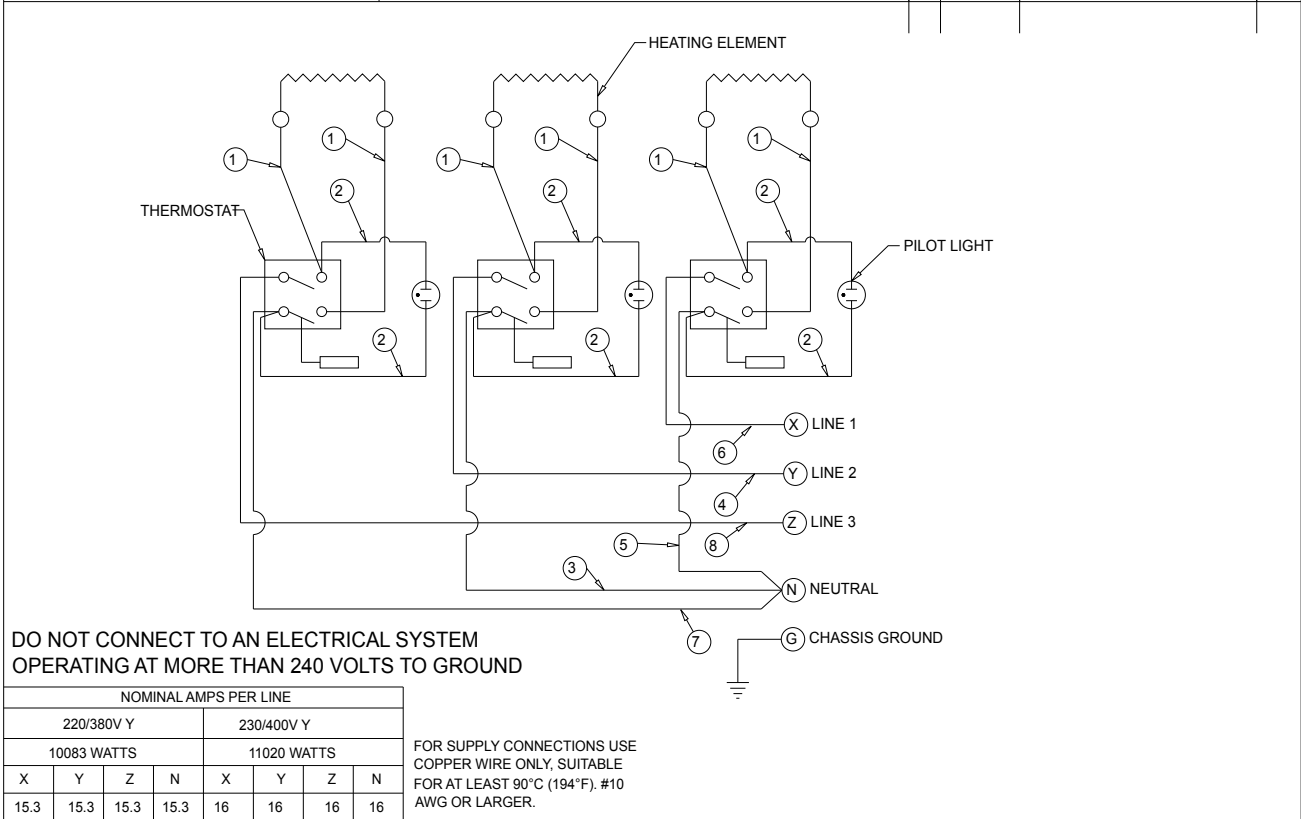 HEATING ELEMENT
1
1
1
1
1
1
2
2
2
THERMOSTAT
PILOT LIGHT
2
2
2
X LINE 1
6
Y LINE 2
4
Z LINE 3
5
8
3
N NEUTRAL
7
G CHASSIS GROUND
DO NOT CONNECT TO AN ELECTRICAL SYSTEM
OPERATING AT MORE THAN 240 VOLTS TO GROUND
NOMINAL AMPS PER LINE
220/380V Y 230/400V Y
10083 WATTS 11020 WATTS
X Y Z N X Y Z N
15.3 15.3 15.3 15.3 16 16 16 16
FOR SUPPLY CONNECTIONS USE
COPPER WIRE ONLY, SUITABLE
FOR AT LEAST 90°C (194°F). #10
AWG OR LARGER.